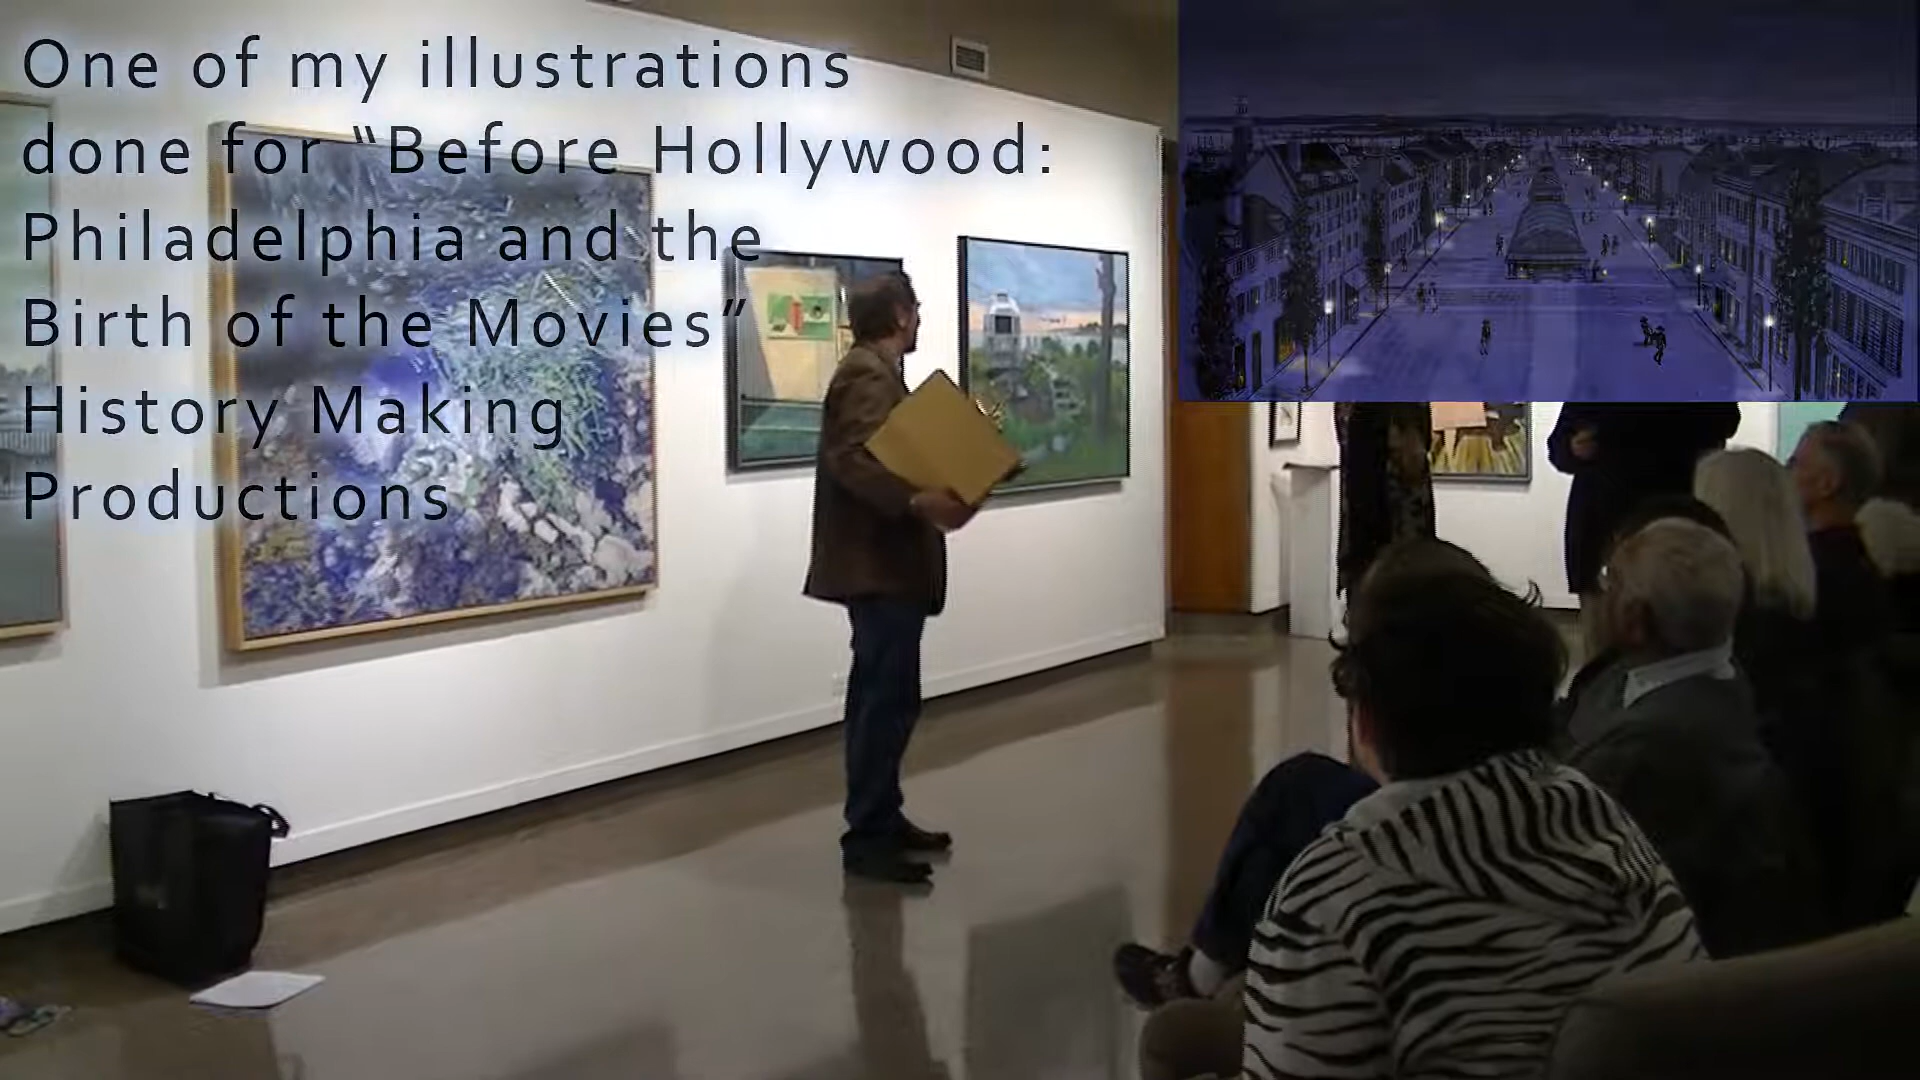 One of my illustrations
done for “Before Hollywood:
Philadelphia and the
Birth of the Movies”
History Making
Productions